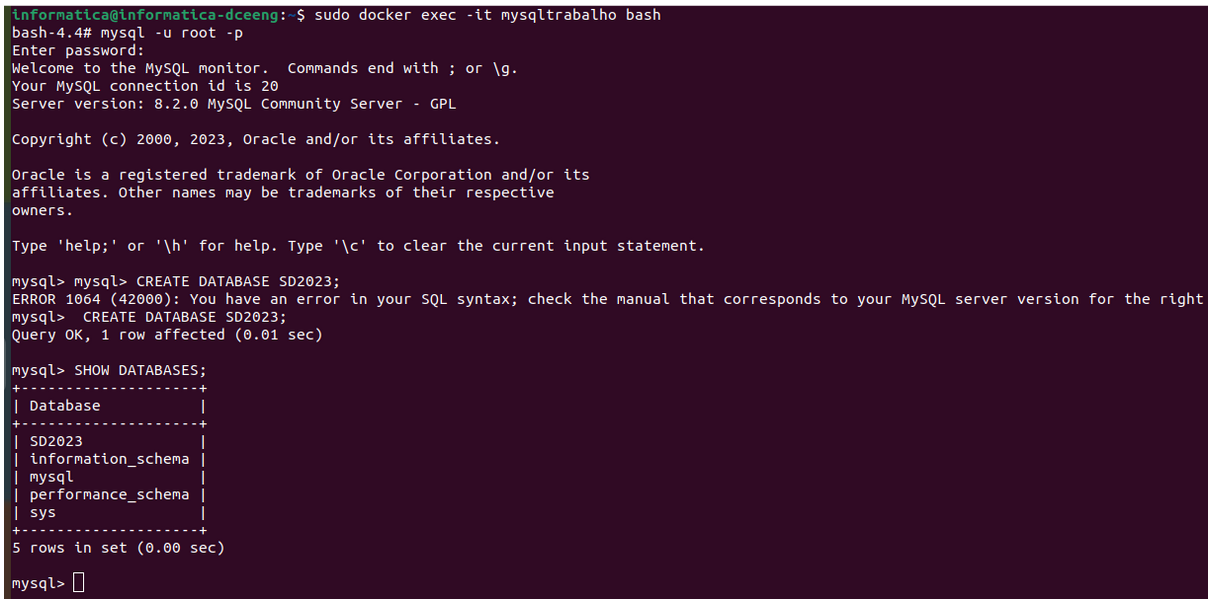 informatica@informatica-dceeng:~$ sudo docker exec -it mysqltrabalho bash
bash-4.4# mysql -u root -p
Enter password:
Welcome to the MySQL monitor.  Commands end with ; or \g.
Your MySQL connection id is 20
Server version: 8.2.0 MySQL Community Server - GPL

Copyright (c) 2000, 2023, Oracle and/or its affiliates.

Oracle is a registered trademark of Oracle Corporation and/or its
affiliates. Other names may be trademarks of their respective
owners.

Type 'help;' or '\h' for help. Type '\c' to clear the current input statement.

mysql> mysql> CREATE DATABASE SD2023;
ERROR 1064 (42000): You have an error in your SQL syntax; check the manual that corresponds to your MySQL server version for the right
mysql>  CREATE DATABASE SD2023;
Query OK, 1 row affected (0.01 sec)

mysql> SHOW DATABASES;
+--------------------+
| Database           |
+--------------------+
| SD2023             |
| information_schema |
| mysql              |
| performance_schema |
| sys                |
+--------------------+
5 rows in set (0.00 sec)

mysql>